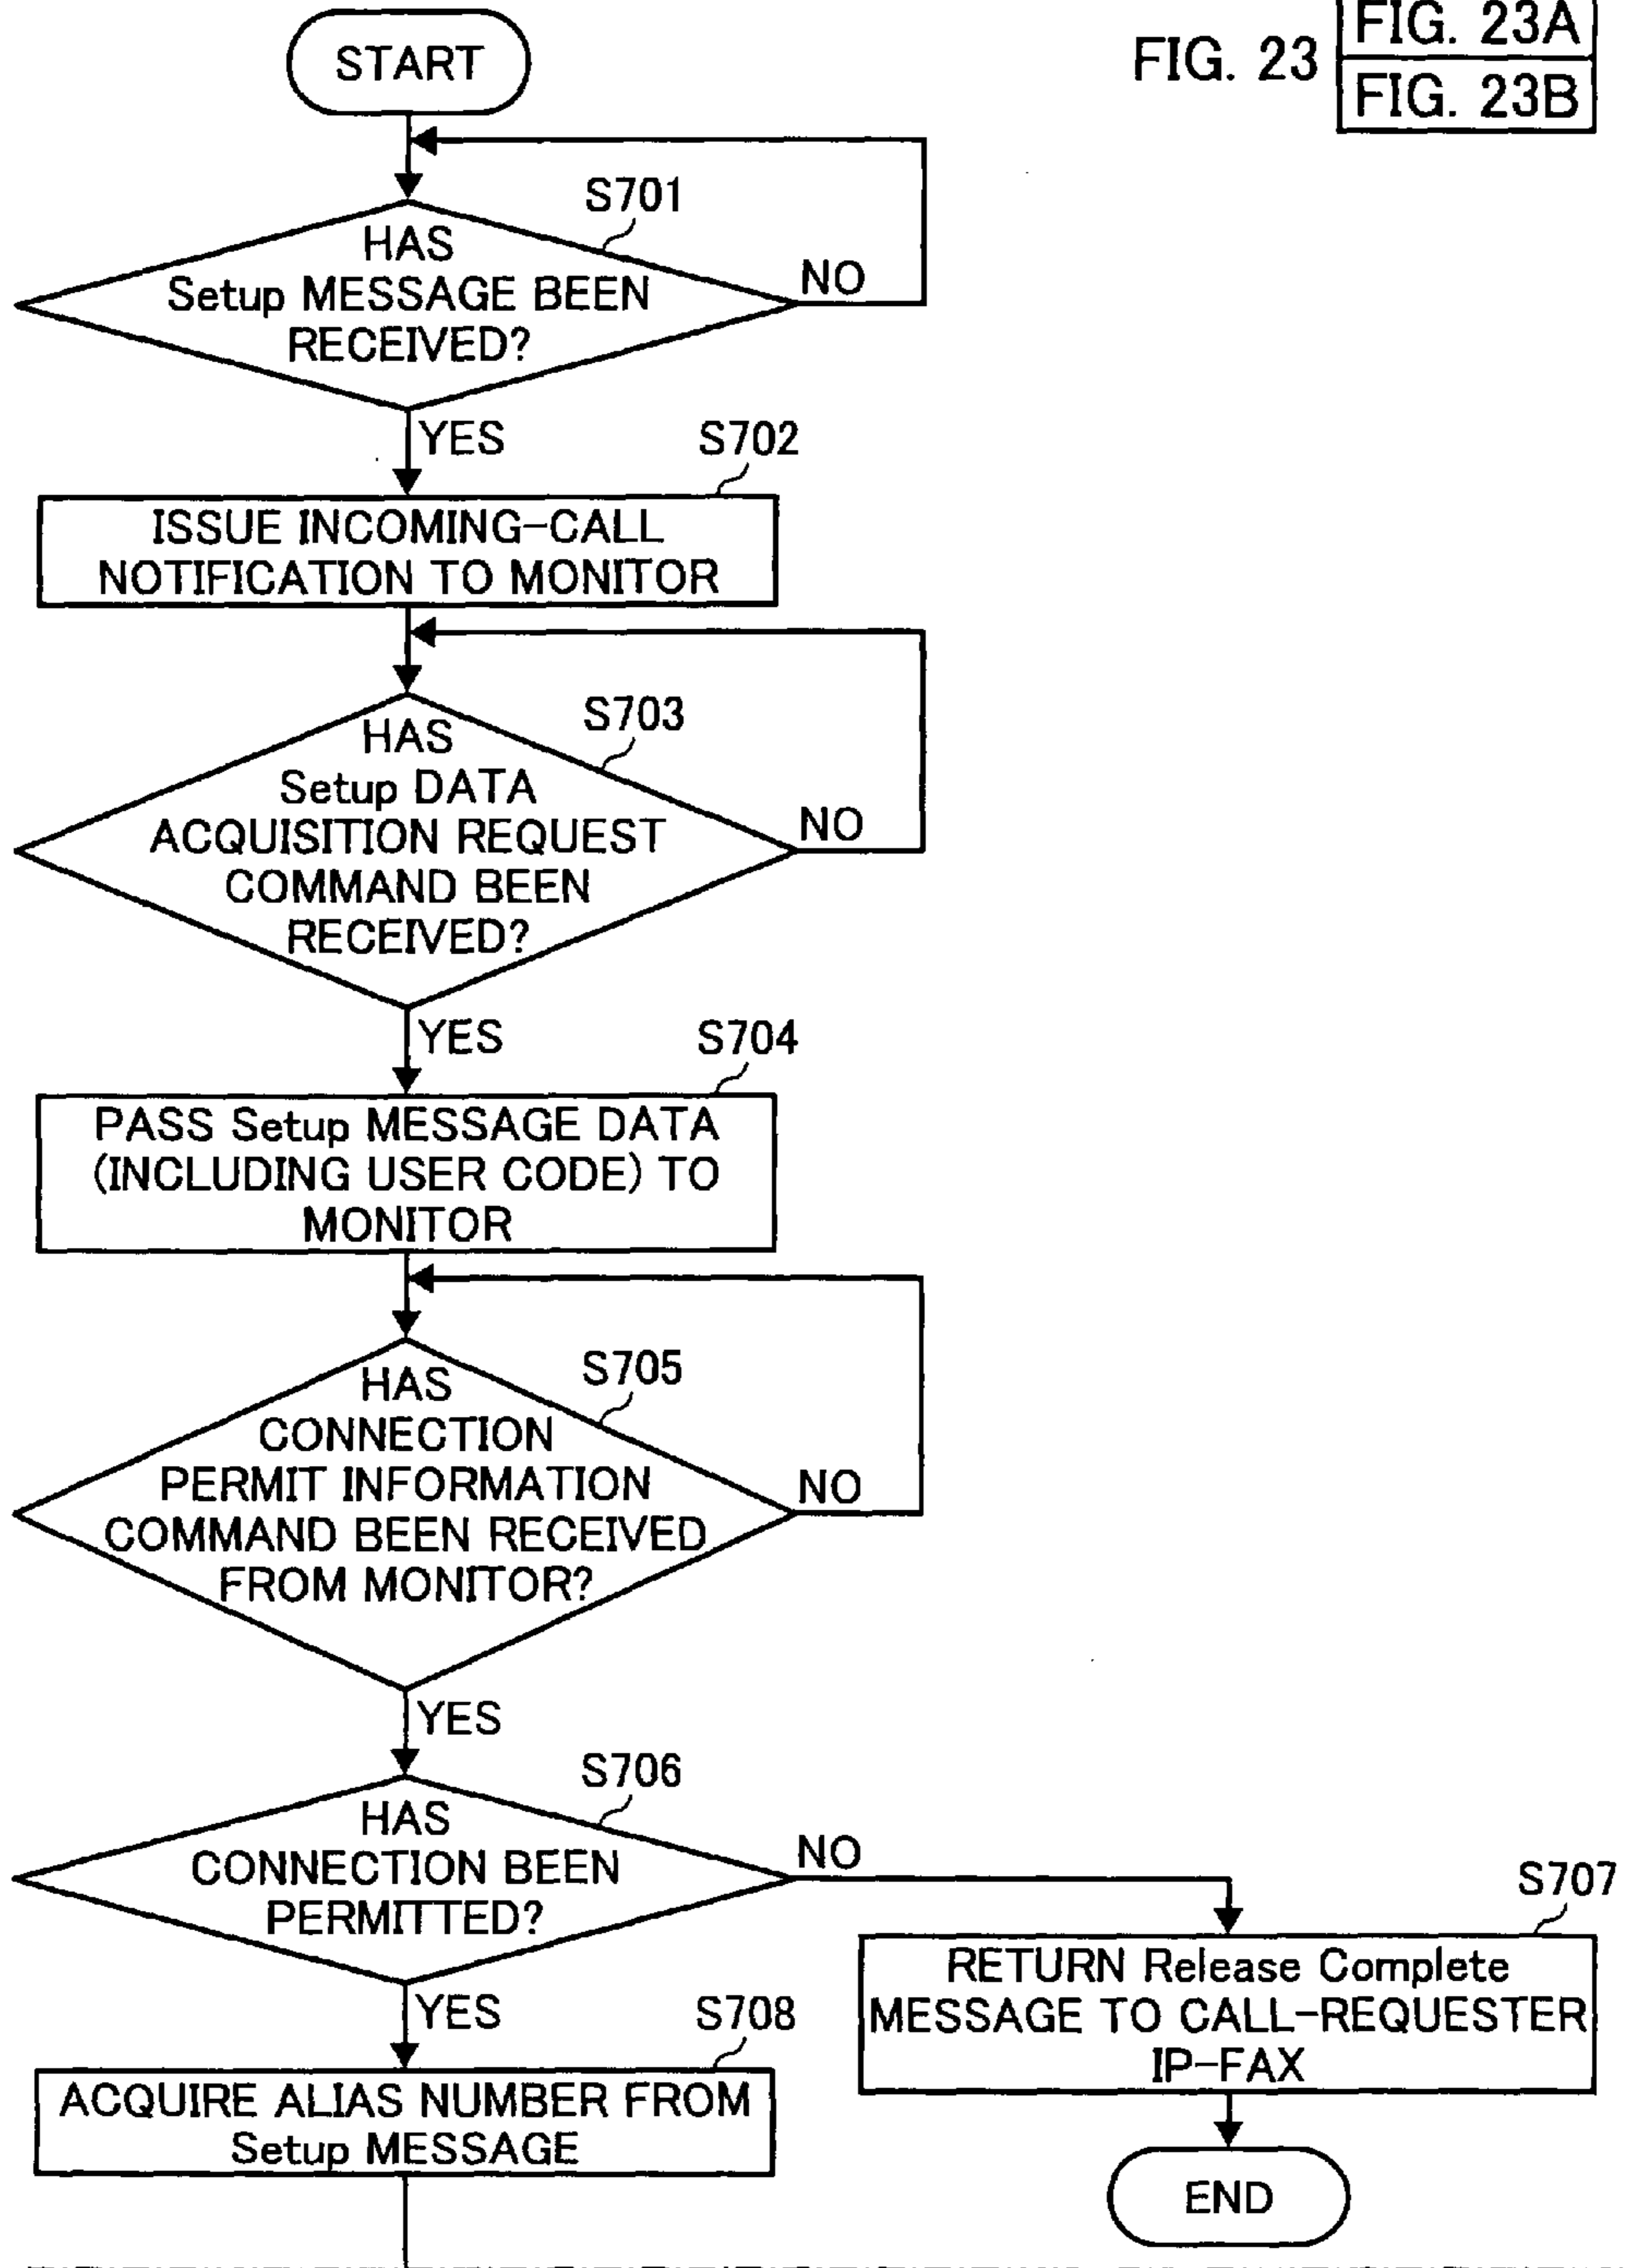 FIG. 23
FIG. 23A
FIG. 23B
START
S701
HAS
Setup MESSAGE BEEN
RECEIVED?
NO
YES
S702
ISSUE INCOMING-CALL
NOTIFICATION TO MONITOR
S703
HAS
Setup DATA
ACQUISITION REQUEST
COMMAND BEEN
RECEIVED?
NO
YES
S704
PASS Setup MESSAGE DATA
(INCLUDING USER CODE) TO
MONITOR
S705
HAS
CONNECTION
PERMIT INFORMATION
COMMAND BEEN RECEIVED
FROM MONITOR?
NO
YES
S706
HAS
CONNECTION BEEN
PERMITTED?
NO
S707
RETURN Release Complete
MESSAGE TO CALL-REQUESTER
IP-FAX
END
YES
S708
ACQUIRE ALIAS NUMBER FROM
Setup MESSAGE